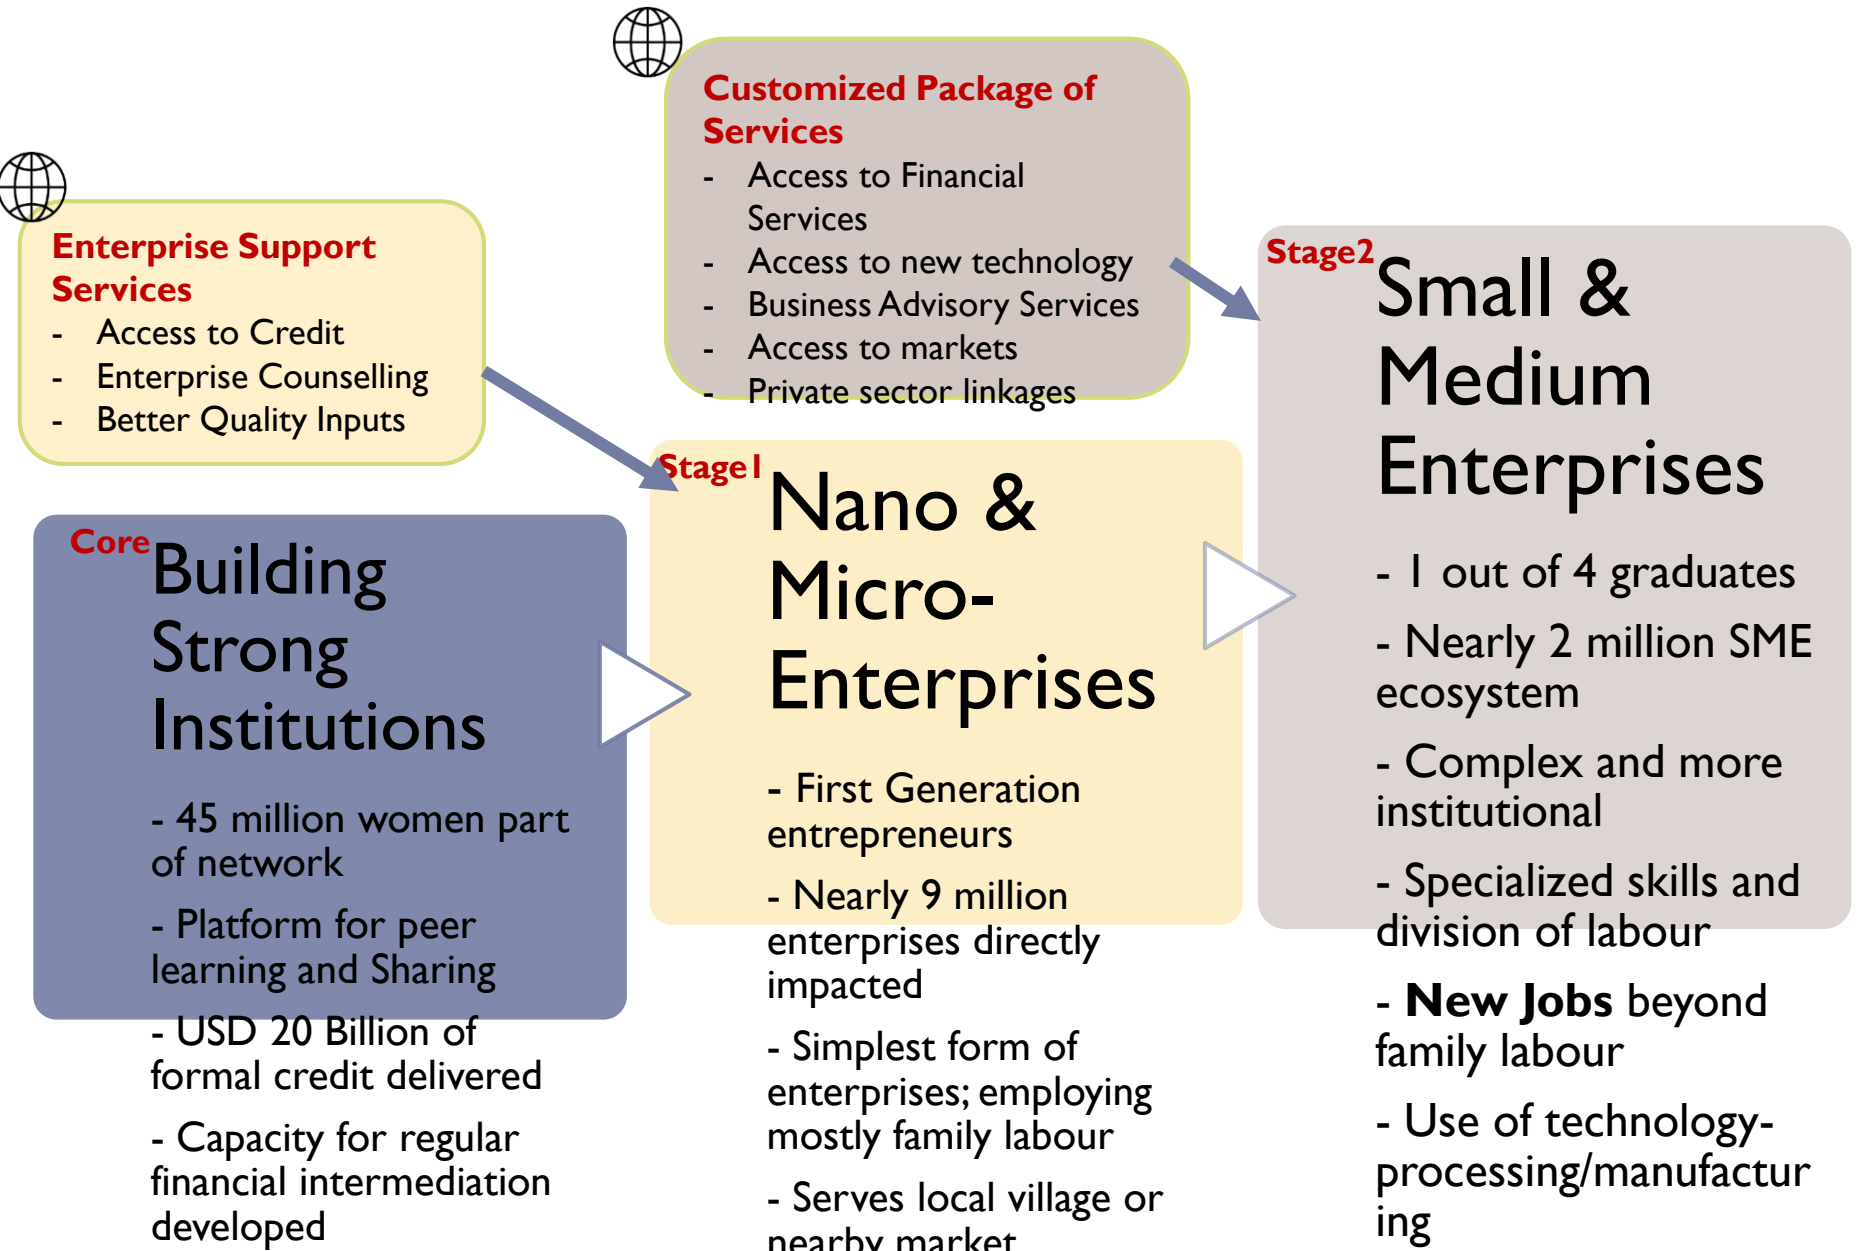 Customized Package of
Services
- Access to Financial
Services
- Access to new technology
- Business Advisory Services
- Access to markets
- Private sector linkages
Enterprise Support
Services
- Access to Credit
- Enterprise Counselling
- Better Quality Inputs
Core
Building
Strong
Institutions
- 45 million women part
of network
- Platform for peer
learning and Sharing
- USD 20 Billion of
formal credit delivered
- Capacity for regular
financial intermediation
developed
Stage1
Nano &
Micro-
Enterprises
- First Generation
entrepreneurs
- Nearly 9 million
enterprises directly
impacted
- Simplest form of
enterprises; employing
mostly family labour
- Serves local village or
nearby market
Stage2
Small &
Medium
Enterprises
- 1 out of 4 graduates
- Nearly 2 million SME
ecosystem
- Complex and more
institutional
- Specialized skills and
division of labour
- New Jobs beyond
family labour
- Use of technology-
processing/manufactur
ing